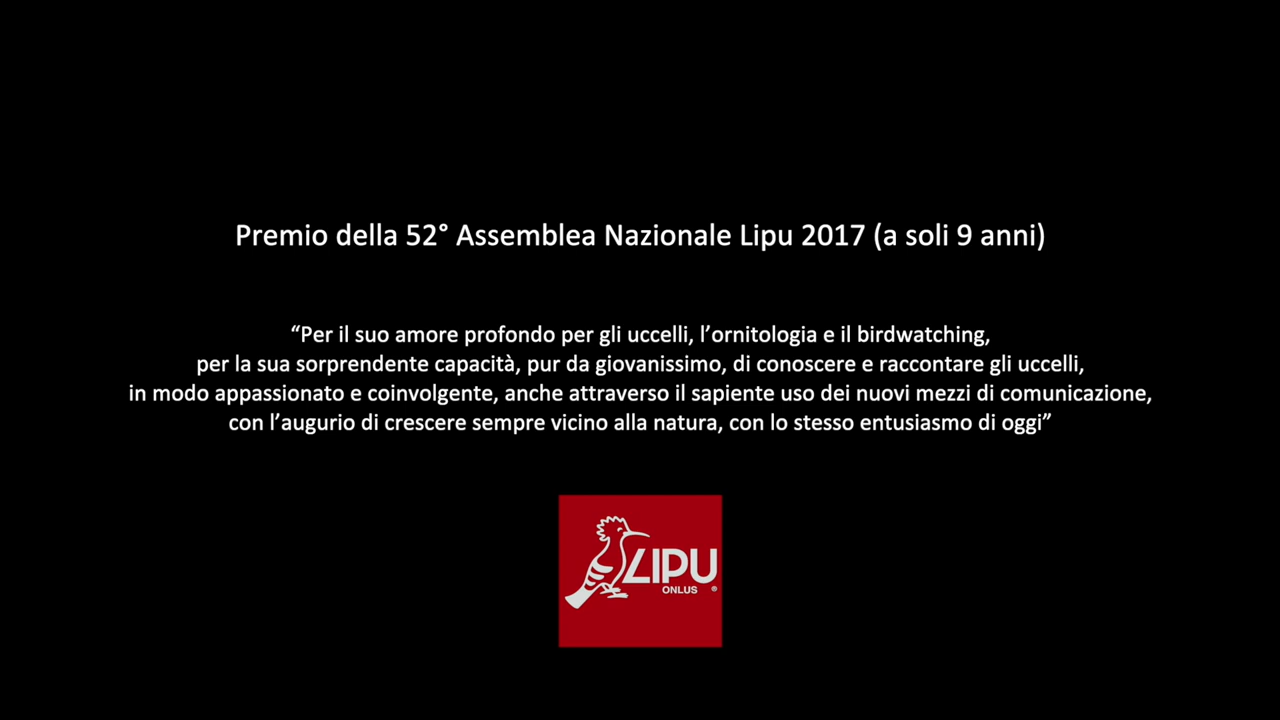 Premio della 52° Assemblea Nazionale Lipu 2017 (a soli 9 anni)
“Per il suo amore profondo per gli uccelli, l’ornitologia e il birdwatching,
per la sua sorprendente capacità, pur da giovanissimo, di conoscere e raccontare gli uccelli,
in modo appassionato e coinvolgente, anche attraverso il sapiente uso dei nuovi mezzi di comunicazione,
con l’augurio di crescere sempre vicino alla natura, con lo stesso entusiasmo di oggi”
LIPU
ONLUS ®